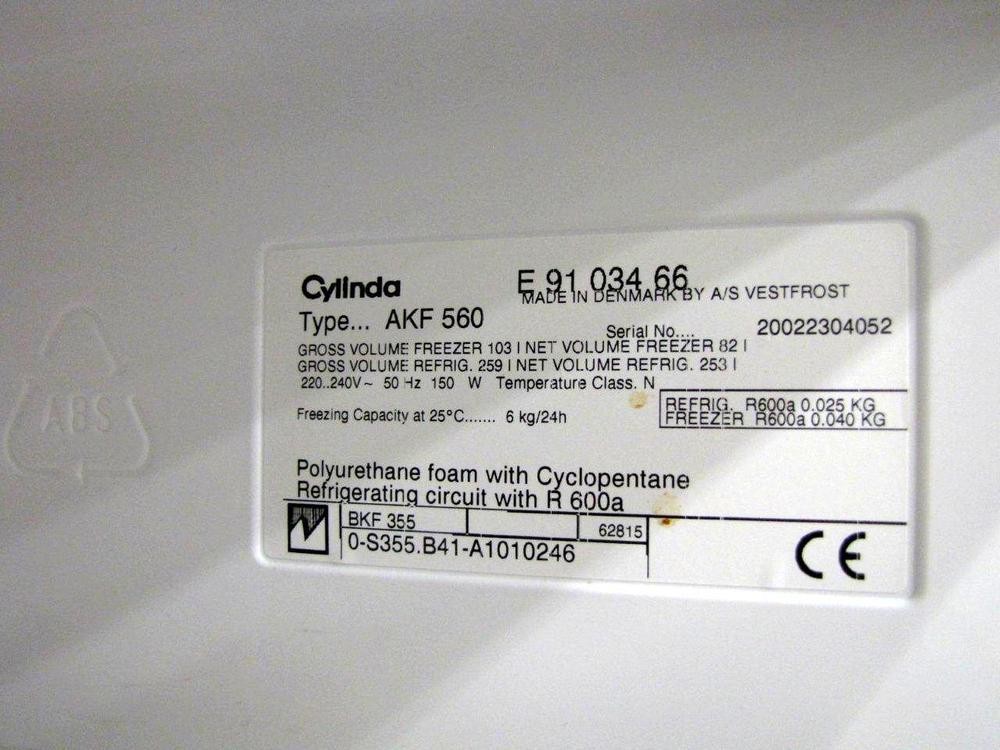 Cylinda
E 91 034 66
MADE IN DENMARK BY A/S VESTFROST
Type... AKF 560
Serial No.... 20022304052
GROSS VOLUME FREEZER 103 l NET VOLUME FREEZER 82 l
GROSS VOLUME REFRIG. 259 l NET VOLUME REFRIG. 253 l
220..240V~ 50 Hz 150 W Temperature Class. N
REFRIG. R600a 0.025 KG
Freezing Capacity at 25°C....... 6 kg/24h
FREEZER R600a 0.040 KG
Polyurethane foam with Cyclopentane
Refrigerating circuit with R 600a
BKF 355 62815
0-S355.B41-A1010246
CE
ABS